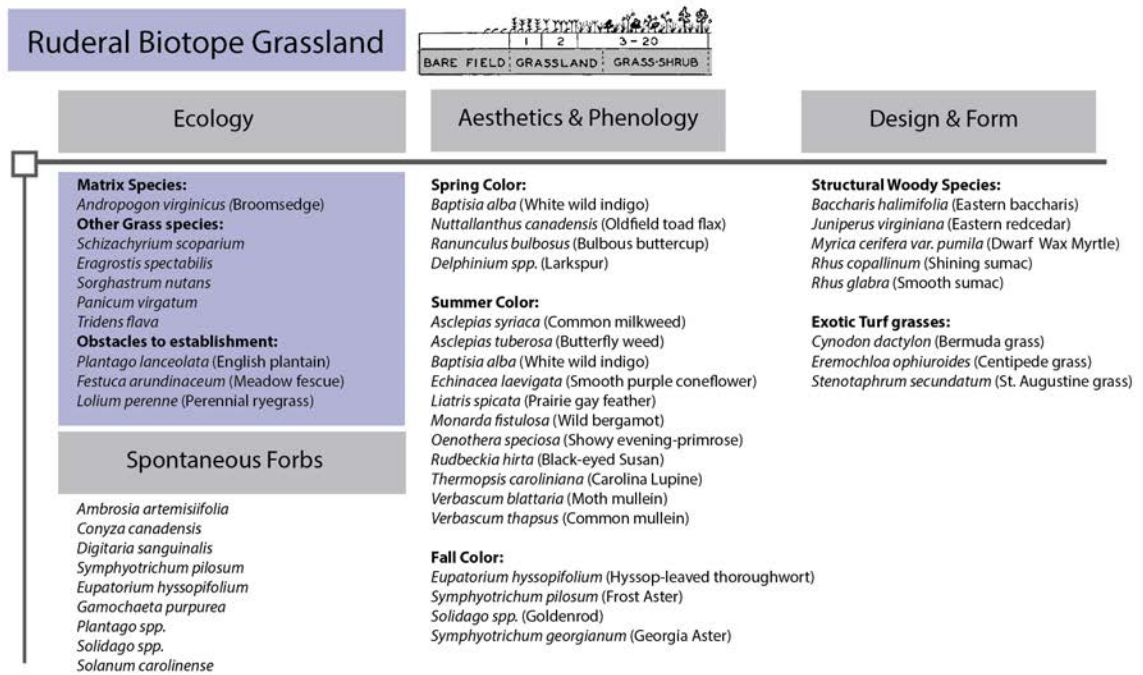 Ruderal Biotope Grassland
1 2 3-20
BARE FIELD GRASSLAND GRASS-SHRUB
Ecology
Matrix Species:
Andropogon virginicus (Broomsedge)
Other Grass species:
Schizachyrium scoparium
Eragrostis spectabilis
Sorghastrum nutans
Panicum virgatum
Tridens flava
Obstacles to establishment:
Plantago lanceolata (English plantain)
Festuca arundinaceum (Meadow fescue)
Lolium perenne (Perennial ryegrass)
Spontaneous Forbs
Ambrosia artemisiifolia
Conyza canadensis
Digitaria sanguinalis
Symphyotrichum pilosum
Eupatorium hyssopifolium
Gamochaeta purpurea
Plantago spp.
Solidago spp.
Solanum carolinense
Aesthetics & Phenology
Spring Color:
Baptisia alba (White wild indigo)
Nuttallanthus canadensis (Oldfield toad flax)
Ranunculus bulbosus (Bulbous buttercup)
Delphinium spp. (Larkspur)
Summer Color:
Asclepias syriaca (Common milkweed)
Asclepias tuberosa (Butterfly weed)
Baptisia alba (White wild indigo)
Echinacea laevigata (Smooth purple coneflower)
Liatris spicata (Prairie gay feather)
Monarda fistulosa (Wild bergamot)
Oenothera speciosa (Showy evening-primrose)
Rudbeckia hirta (Black-eyed Susan)
Thermopsis caroliniana (Carolina Lupine)
Verbascum blattaria (Moth mullein)
Verbascum thapsus (Common mullein)
Fall Color:
Eupatorium hyssopifolium (Hyssop-leaved thoroughwort)
Symphyotrichum pilosum (Frost Aster)
Solidago spp. (Goldenrod)
Symphyotrichum georgianum (Georgia Aster)
Design & Form
Structural Woody Species:
Baccharis halimifolia (Eastern baccharis)
Juniperus virginiana (Eastern redcedar)
Myrica cerifera var. pumila (Dwarf Wax Myrtle)
Rhus copallinum (Shining sumac)
Rhus glabra (Smooth sumac)
Exotic Turf grasses:
Cynodon dactylon (Bermuda grass)
Eremochloa ophiuroides (Centipede grass)
Stenotaphrum secundatum (St. Augustine grass)